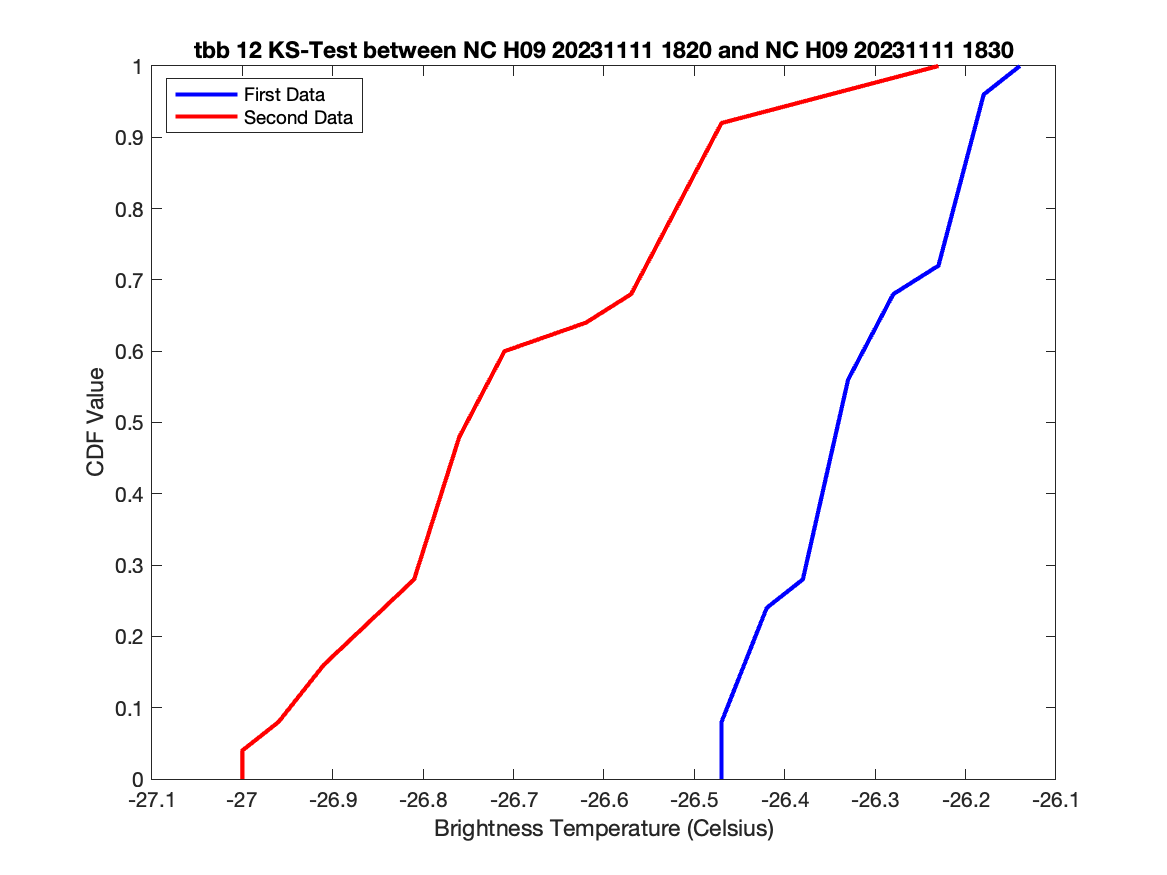 tbb 12 KS-Test between NC H09 20231111 1820 and NC H09 20231111 1830
First Data
Second Data
1
0.9
0.8
0.7
0.6
0.5
0.4
0.3
0.2
0.1
0
CDF Value
-27.1 -27 -26.9 -26.8 -26.7 -26.6 -26.5 -26.4 -26.3 -26.2 -26.1
Brightness Temperature (Celsius)